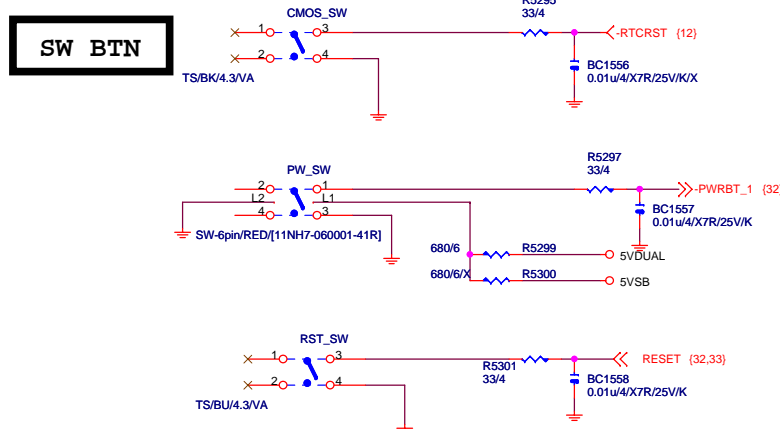 SW BTN
CMOS_SW
R5295
33/4
1
3
-RTCRST {12}
2
4
TS/BK/4.3/VA
BC1556
0.01u/4/X7R/25V/K/X
PW_SW
R5297
33/4
2
1
-PWRBT_1 {32}
L2
L1
4
3
BC1557
0.01u/4/X7R/25V/K
SW-6pin/RED/[11NH7-060001-41R]
680/6
R5299
5VDUAL
680/6/X
R5300
5VSB
RST_SW
1
3
RESET {32,33}
R5301
33/4
2
4
BC1558
0.01u/4/X7R/25V/K
TS/BU/4.3/VA